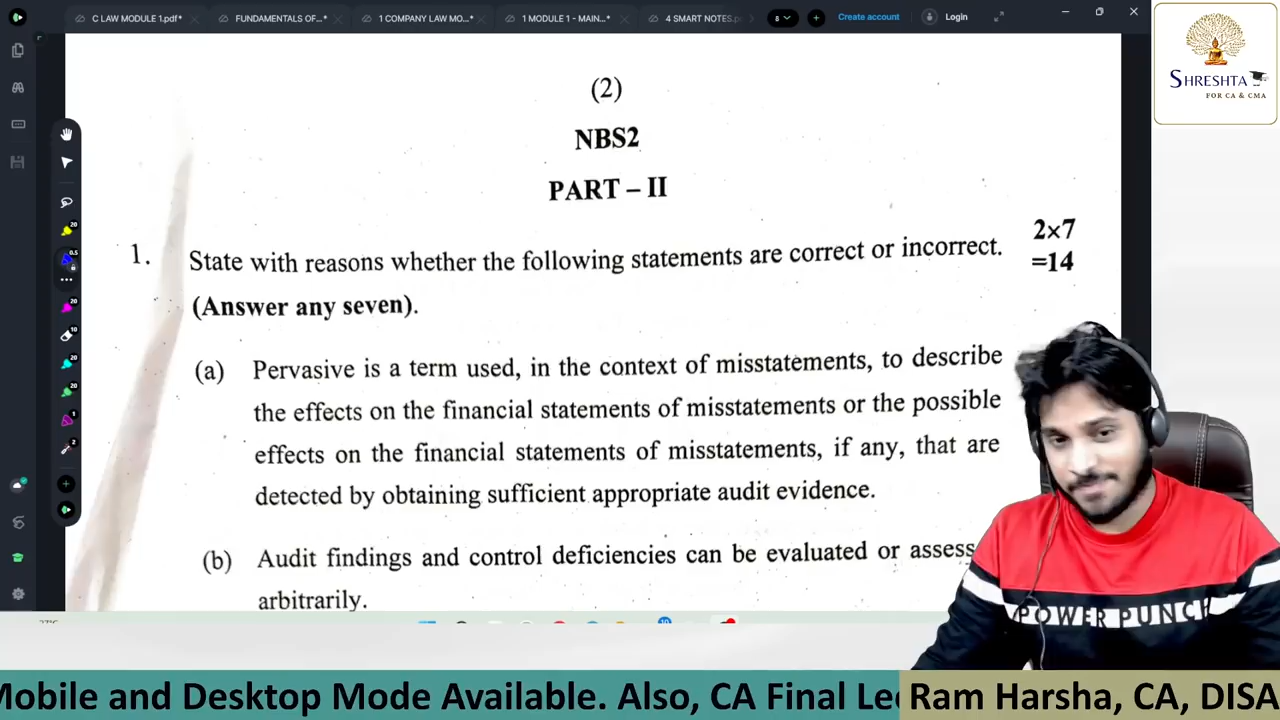 C LAW MODULE 1.pdf*
FUNDAMENTALS OF...*
1 COMPANY LAW MO...*
1 MODULE 1 - MAIN...*
4 SMART NOTES.p
8
Create account
Login
SHRESHTA
FOR CA & CMA
(2)
NBS2
PART – II
1. State with reasons whether the following statements are correct or incorrect. 2×7
(Answer any seven). =14
(a) Pervasive is a term used, in the context of misstatements, to describe
the effects on the financial statements of misstatements or the possible
effects on the financial statements of misstatements, if any, that are
detected by obtaining sufficient appropriate audit evidence.
(b) Audit findings and control deficiencies can be evaluated or assess
arbitrarily.
POWER PUNCH
Mobile and Desktop Mode Available. Also, CA Final Le
Ram Harsha, CA, DISA